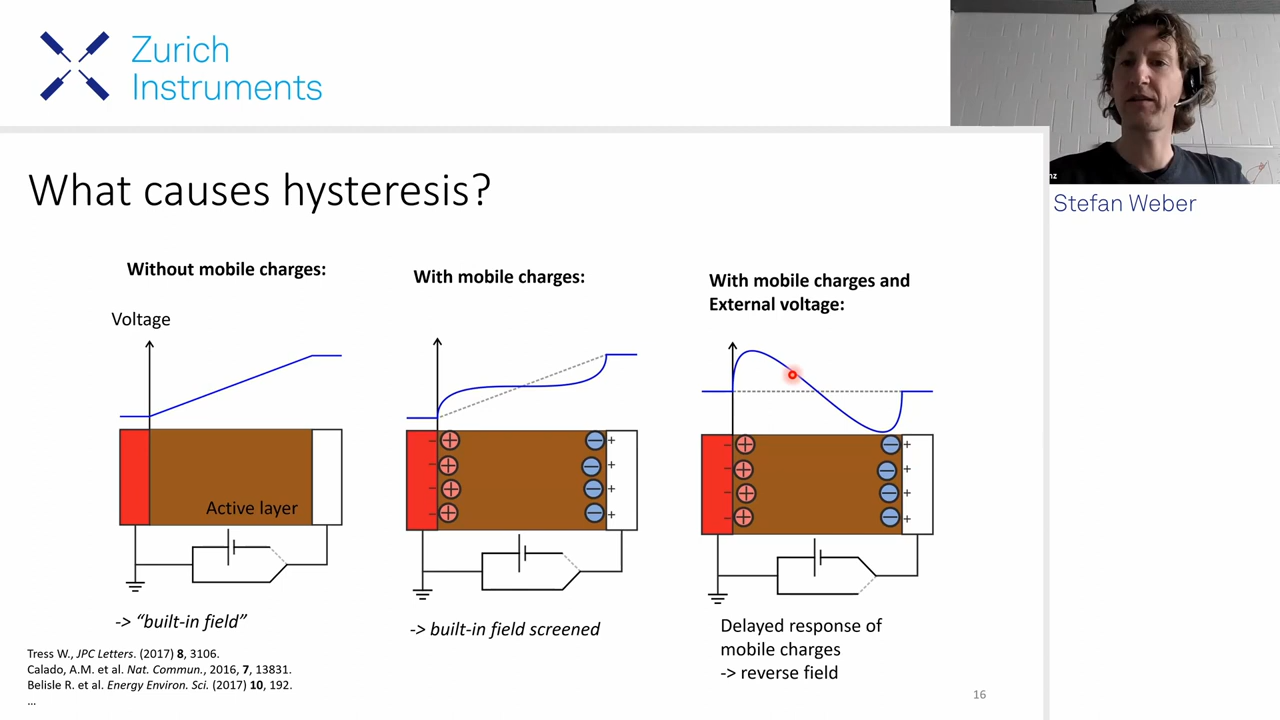 Zurich
Instruments
nz
Stefan Weber
What causes hysteresis?
Without mobile charges:
Voltage
Active layer
-> “built-in field”
With mobile charges:
-> built-in field screened
With mobile charges and
External voltage:
Delayed response of
mobile charges
-> reverse field
Tress W., JPC Letters. (2017) 8, 3106.
Calado, A.M. et al. Nat. Commun., 2016, 7, 13831.
Belisle R. et al. Energy Environ. Sci. (2017) 10, 192.
...
16